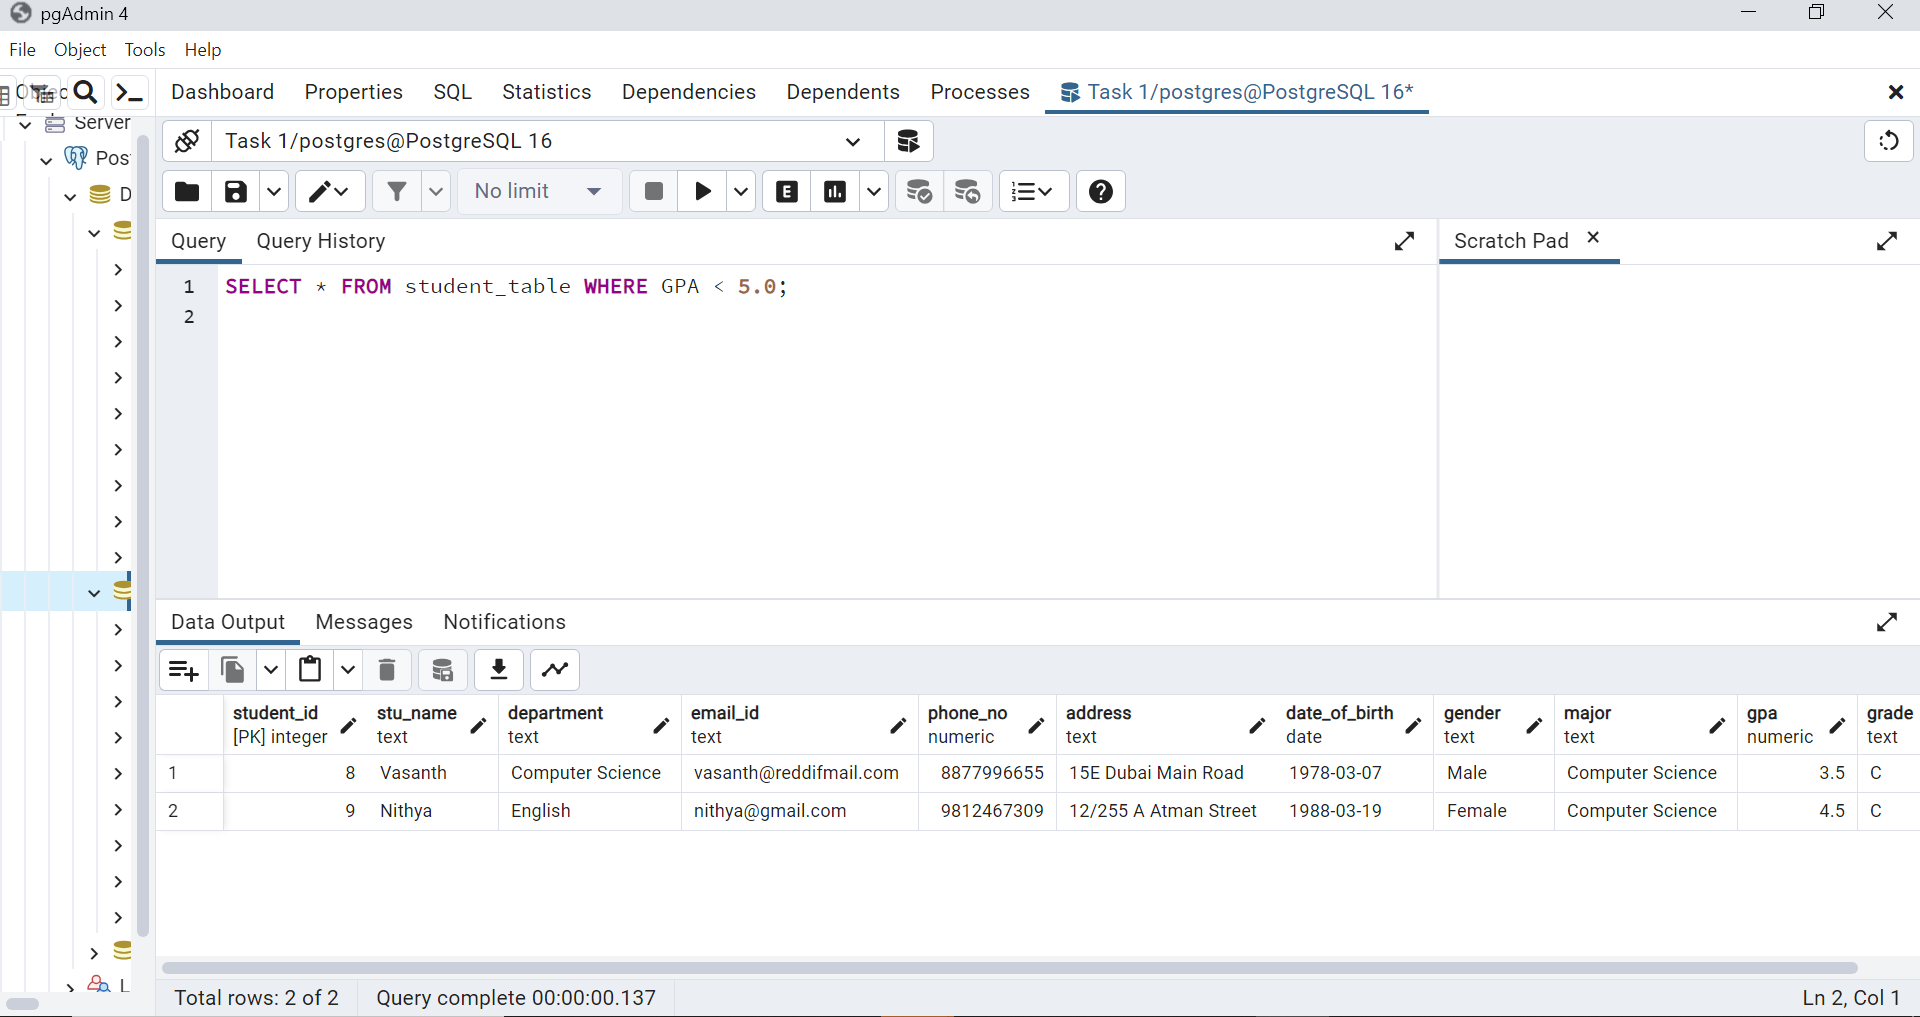 pgAdmin 4
File Object Tools Help
Dashboard Properties SQL Statistics Dependencies Dependents Processes Task 1/postgres@PostgreSQL 16*
Server
Task 1/postgres@PostgreSQL 16
Pos
D
No limit
Query Query History Scratch Pad
1 SELECT * FROM student_table WHERE GPA < 5.0;
2
Data Output Messages Notifications
student_id stu_name department email_id phone_no address date_of_birth gender major gpa grade
[PK] integer text text text numeric text date text text numeric text
1 8 Vasanth Computer Science vasanth@reddifmail.com 8877996655 15E Dubai Main Road 1978-03-07 Male Computer Science 3.5 C
2 9 Nithya English nithya@gmail.com 9812467309 12/255 A Atman Street 1988-03-19 Female Computer Science 4.5 C
L
Total rows: 2 of 2 Query complete 00:00:00.137 Ln 2, Col 1